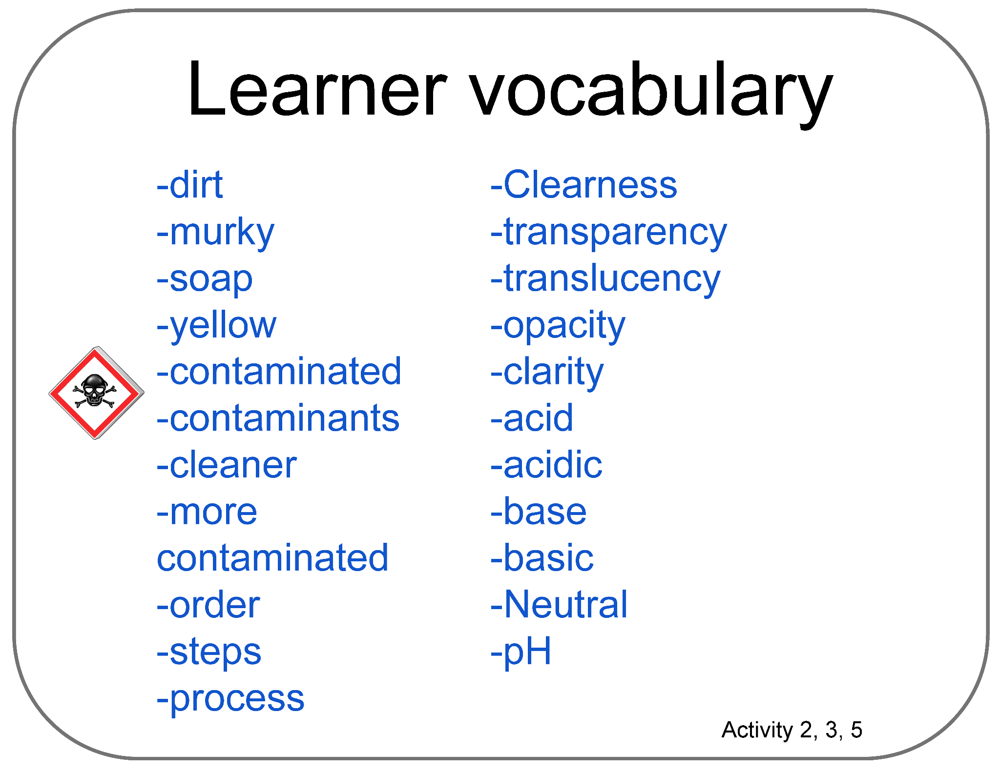 Learner vocabulary
-dirt
-murky
-soap
-yellow
-contaminated
-contaminants
-cleaner
-more
contaminated
-order
-steps
-process
-Clearness
-transparency
-translucency
-opacity
-clarity
-acid
-acidic
-base
-basic
-Neutral
-pH
Activity 2, 3, 5